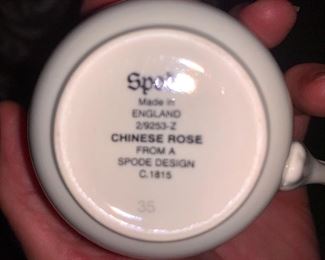 Spode
Made in
ENGLAND
2/9253-Z
CHINESE ROSE
FROM A
SPODE DESIGN
C.1815
35